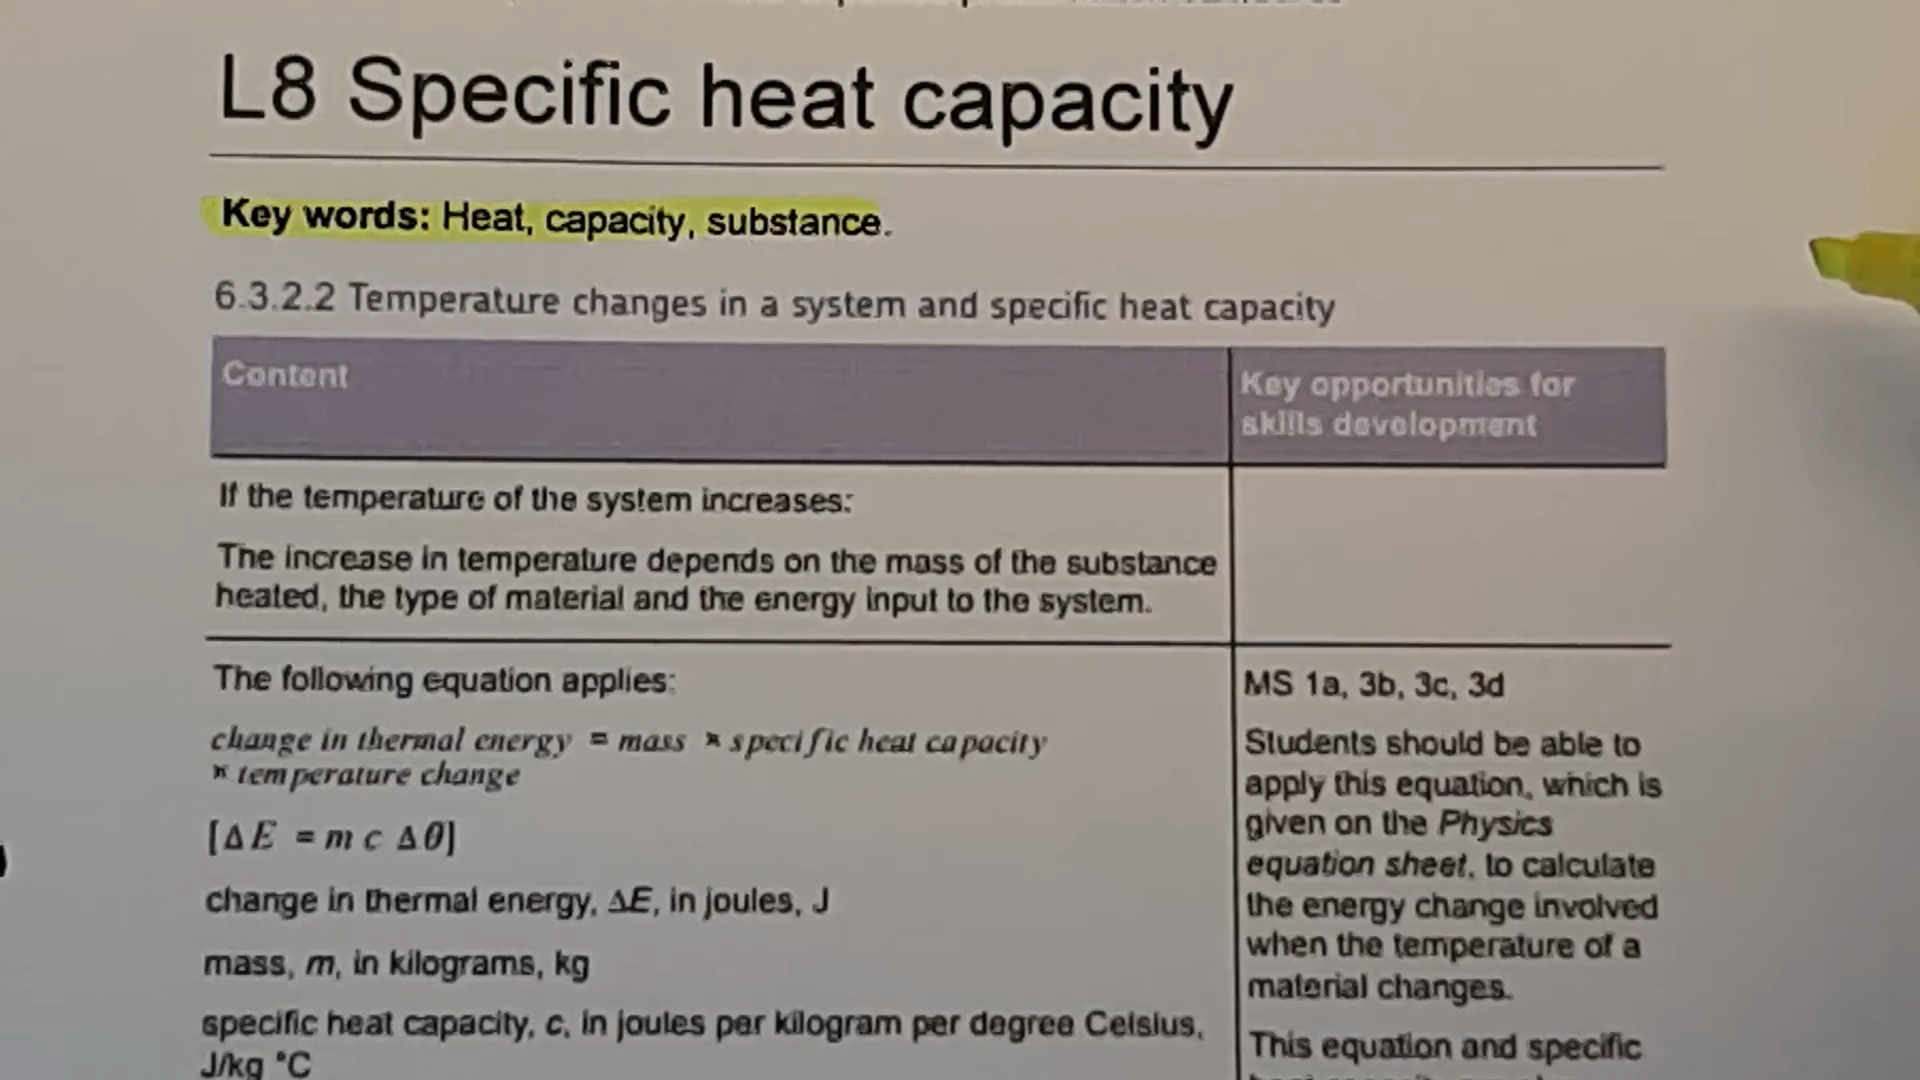 L8 Specific heat capacity
Key words: Heat, capacity, substance.
6.3.2.2 Temperature changes in a system and specific heat capacity
Content
Key opportunities for
skills development
If the temperature of the system increases:
The increase in temperature depends on the mass of the substance
heated, the type of material and the energy input to the system.
The following equation applies:
change in thermal energy = mass × specific heat capacity
× temperature change
[ΔE = m c Δθ]
change in thermal energy, ΔE, in joules, J
mass, m, in kilograms, kg
specific heat capacity, c, in joules per kilogram per degree Celsius,
J/kg °C
MS 1a, 3b, 3c, 3d
Students should be able to
apply this equation, which is
given on the Physics
equation sheet, to calculate
the energy change involved
when the temperature of a
material changes.
This equation and specific